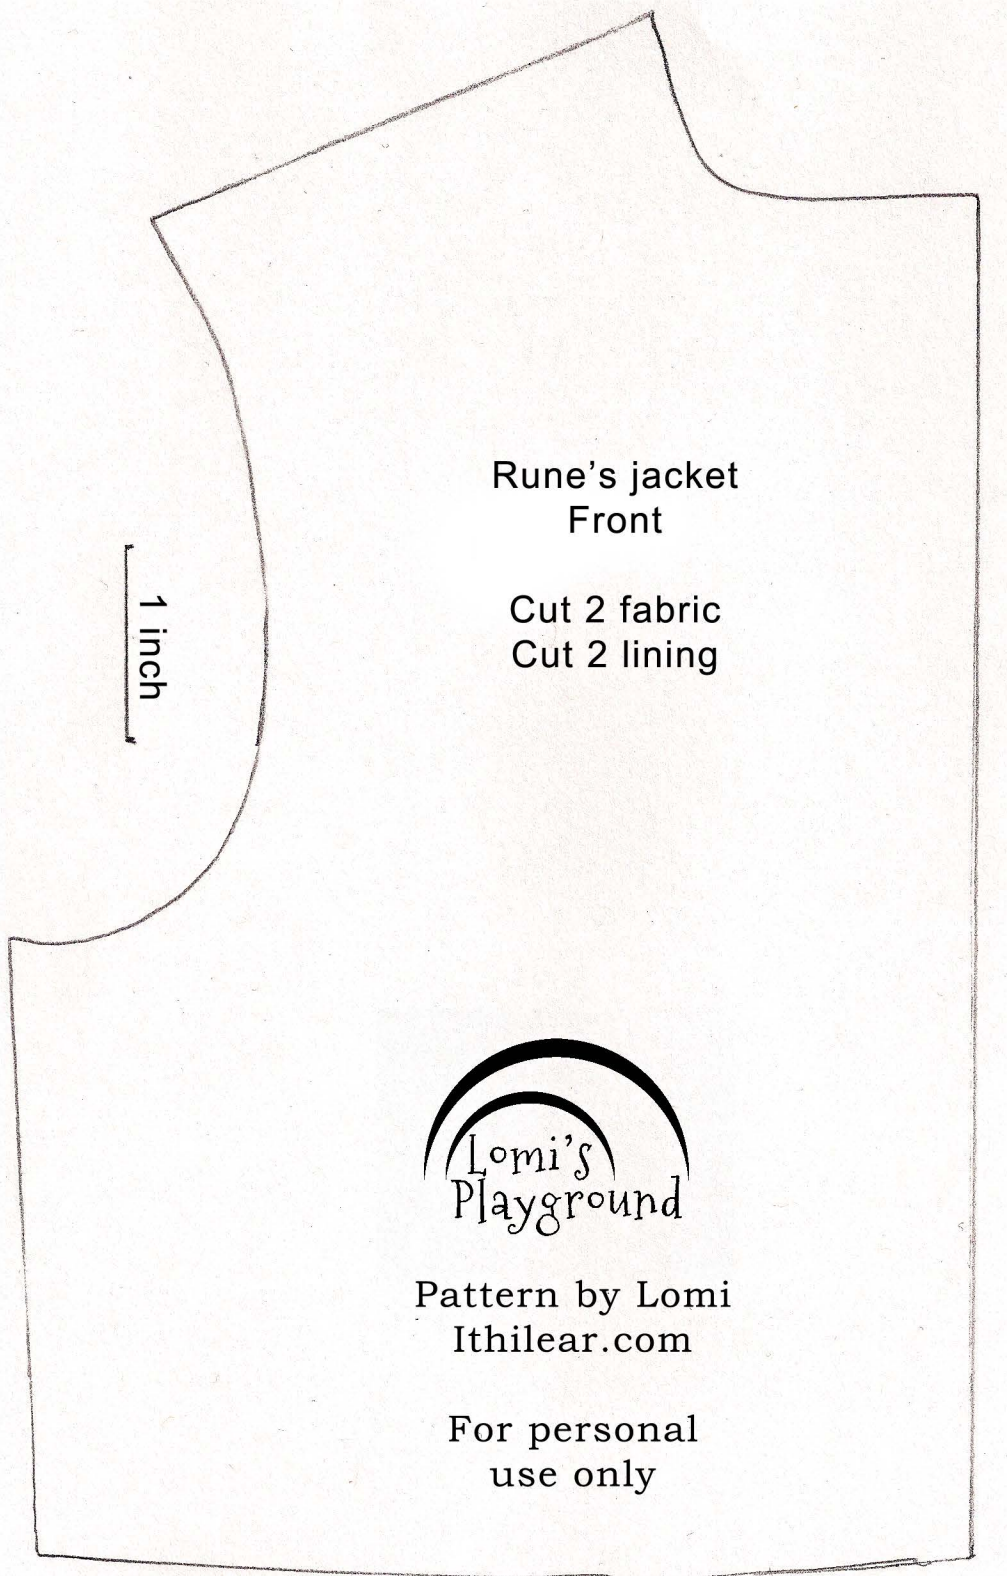 Rune’s jacket
Front
Cut 2 fabric
Cut 2 lining
1 inch
Lomi’s
Playground
Pattern by Lomi
Ithilear.com
For personal
use only